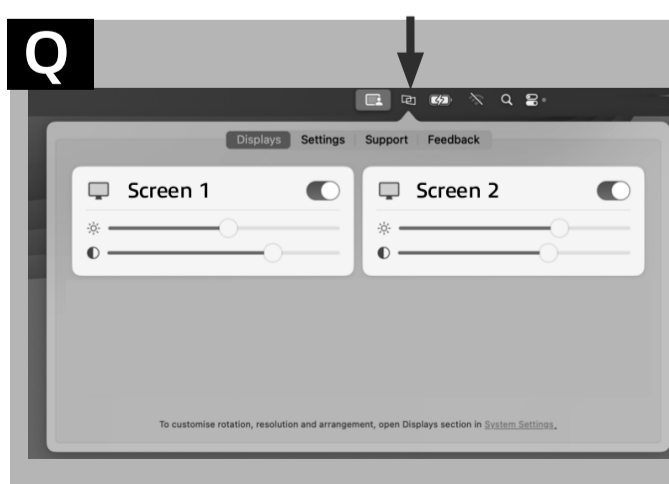 Q
Displays Settings Support Feedback
Screen 1
Screen 2
To customise rotation, resolution and arrangement, open Displays section in System Settings.